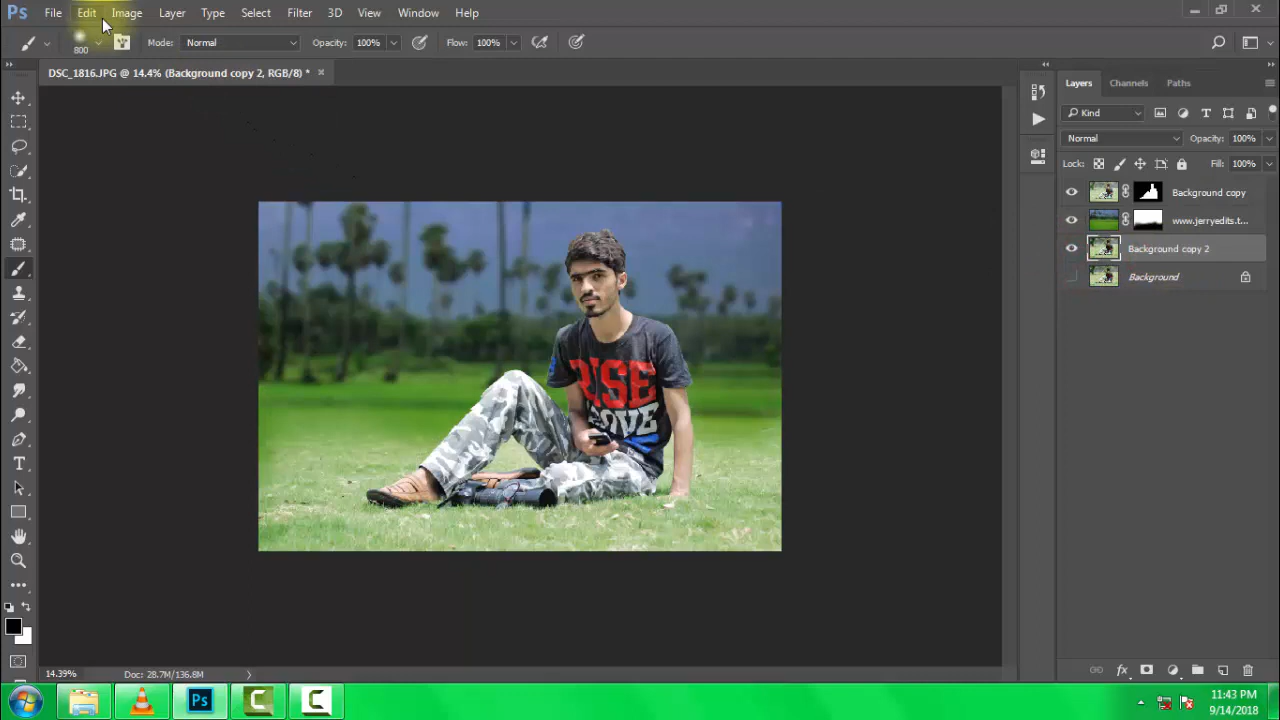 Ps File Edit Image Layer Type Select Filter 3D View Window Help
800 Mode: Normal Opacity: 100% Flow: 100%
DSC_1816.JPG @ 14.4% (Background copy 2, RGB/8) * ×
Layers Channels Paths
Kind
Normal Opacity: 100%
Lock: Fill: 100%
Background copy
www.jerryedits.t...
Background copy 2
Background
RISE
14.39% Doc: 28.7M/136.8M
Ps
11:43 PM
9/14/2018